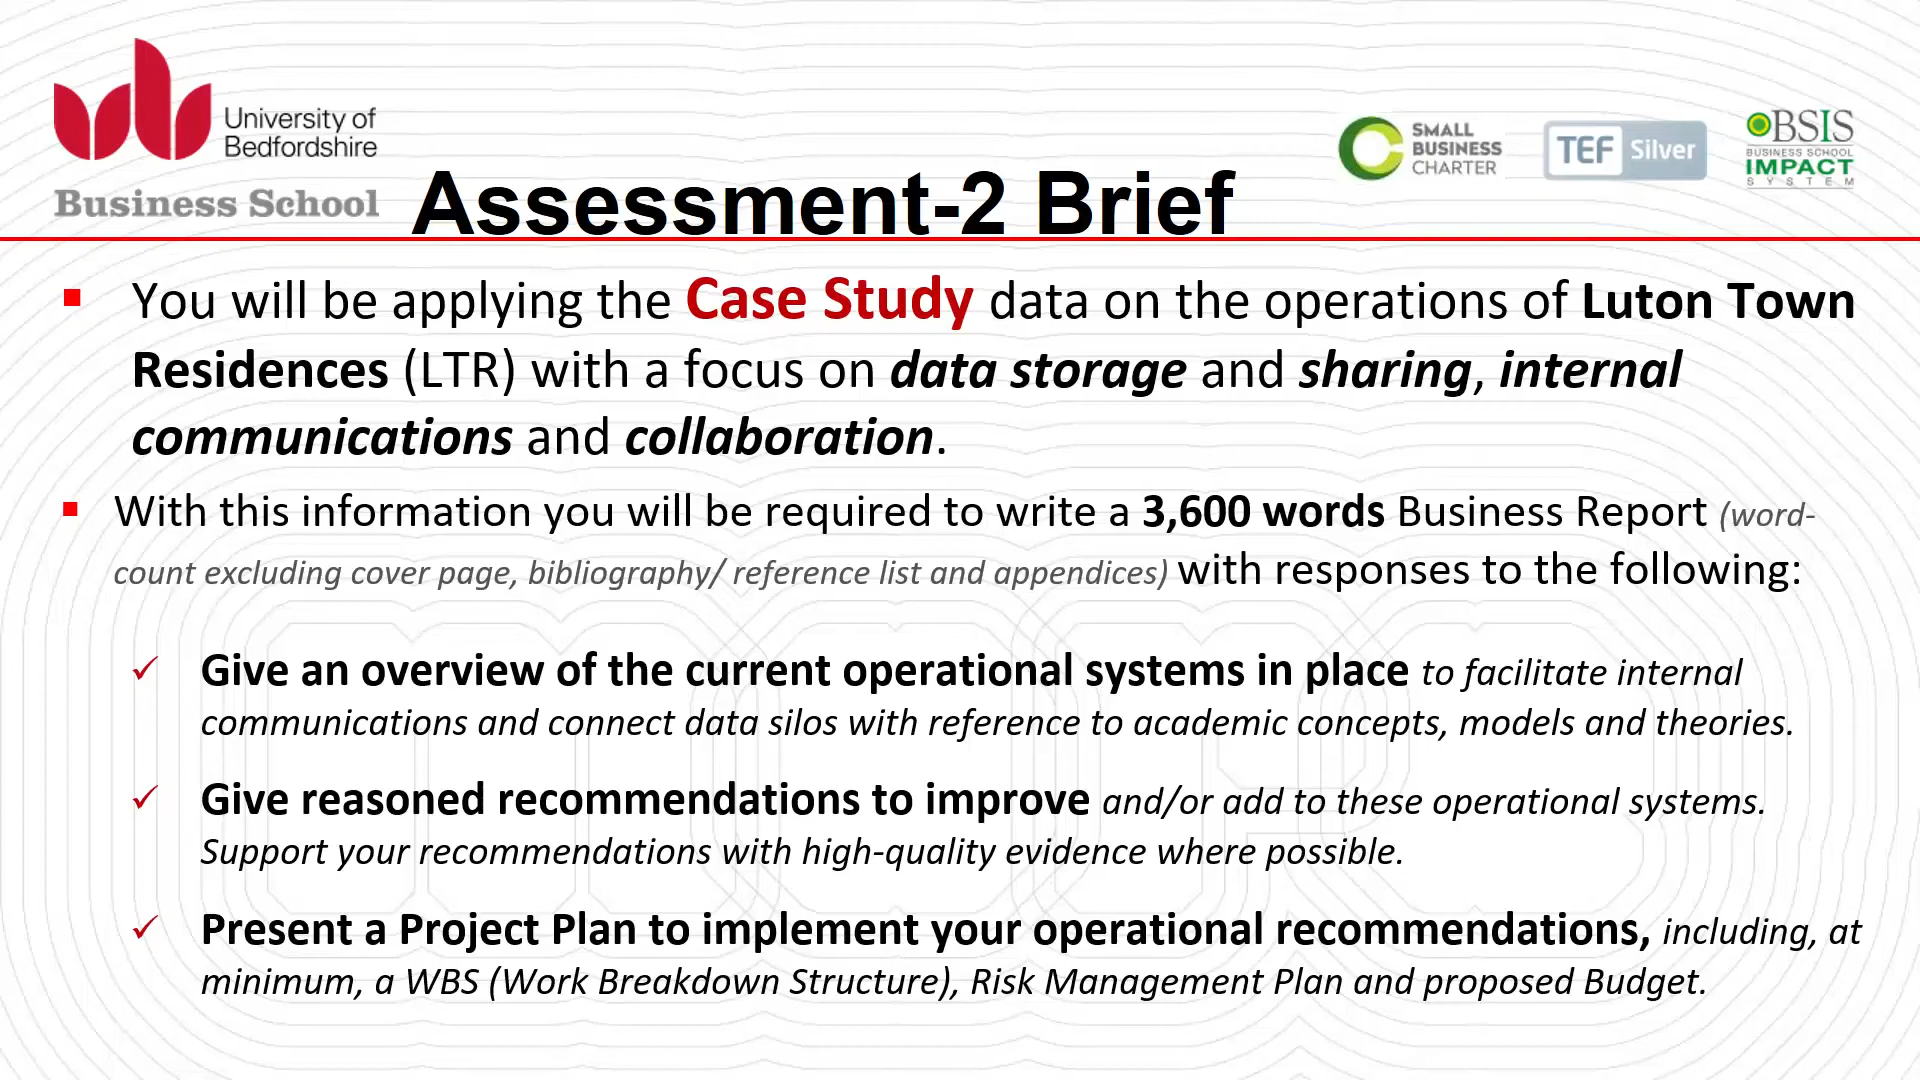 University of
Bedfordshire
Business School
SMALL
BUSINESS
CHARTER
TEF Silver
BSIS
BUSINESS SCHOOL
IMPACT
SYSTEM
Assessment-2 Brief
You will be applying the Case Study data on the operations of Luton Town
Residences (LTR) with a focus on data storage and sharing, internal
communications and collaboration.
With this information you will be required to write a 3,600 words Business Report (word-
count excluding cover page, bibliography/ reference list and appendices) with responses to the following:
Give an overview of the current operational systems in place to facilitate internal
communications and connect data silos with reference to academic concepts, models and theories.
Give reasoned recommendations to improve and/or add to these operational systems.
Support your recommendations with high-quality evidence where possible.
Present a Project Plan to implement your operational recommendations, including, at
minimum, a WBS (Work Breakdown Structure), Risk Management Plan and proposed Budget.